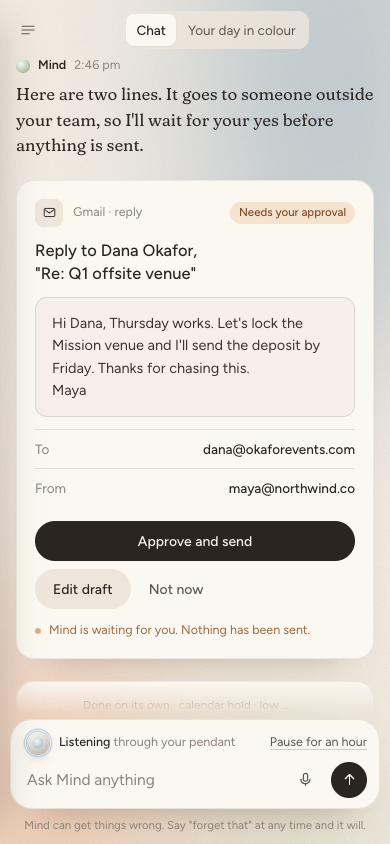 Chat
Your day in colour
Mind 2:46 pm
Here are two lines. It goes to someone outside
your team, so I'll wait for your yes before
anything is sent.
Gmail · reply
Needs your approval
Reply to Dana Okafor,
"Re: Q1 offsite venue"
Hi Dana, Thursday works. Let's lock the
Mission venue and I'll send the deposit by
Friday. Thanks for chasing this.
Maya
To dana@okaforevents.com
From maya@northwind.co
Approve and send
Edit draft
Not now
Mind is waiting for you. Nothing has been sent.
Done on its own · calendar hold · low ...
Listening through your pendant
Pause for an hour
Ask Mind anything
Mind can get things wrong. Say "forget that" at any time and it will.